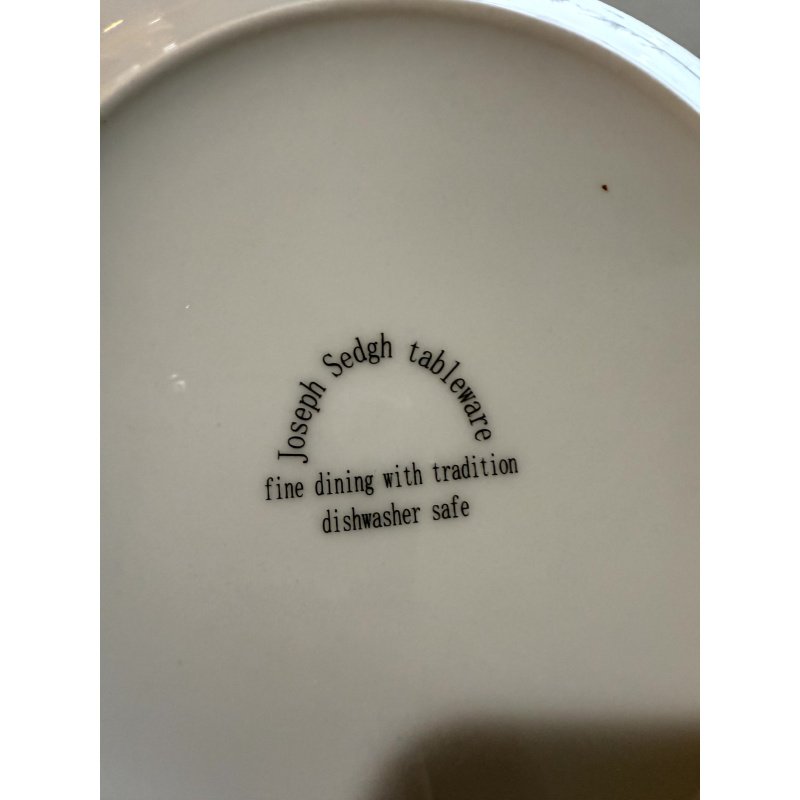 Joseph Sedgh tableware
fine dining with tradition
dishwasher safe